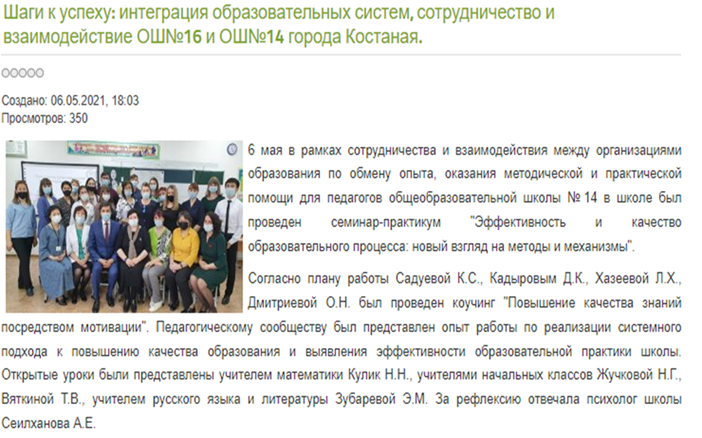 Шаги к успеху: интеграция образовательных систем, сотрудничество и
взаимодействие ОШ№16 и ОШ№14 города Костаная.
Создано: 06.05.2021, 18:03
Просмотров: 350
6 мая в рамках сотрудничества и взаимодействия между организациями
образования по обмену опыта, оказания методической и практической
помощи для педагогов общеобразовательной школы №14 в школе был
проведен семинар-практикум "Эффективность и качество
образовательного процесса: новый взгляд на методы и механизмы".
Согласно плану работы Садуевой К.С., Кадыровым Д.К., Хазеевой Л.Х.,
Дмитриевой О.Н. был проведен коучинг "Повышение качества знаний
посредством мотивации". Педагогическому сообществу был представлен опыт работы по реализации системного
подхода к повышению качества образования и выявления эффективности образовательной практики школы.
Открытые уроки были представлены учителем математики Кулик Н.Н., учителями начальных классов Жучковой Н.Г.,
Вяткиной Т.В., учителем русского языка и литературы Зубаревой Э.М. За рефлексию отвечала психолог школы
Сеилханова А.Е.